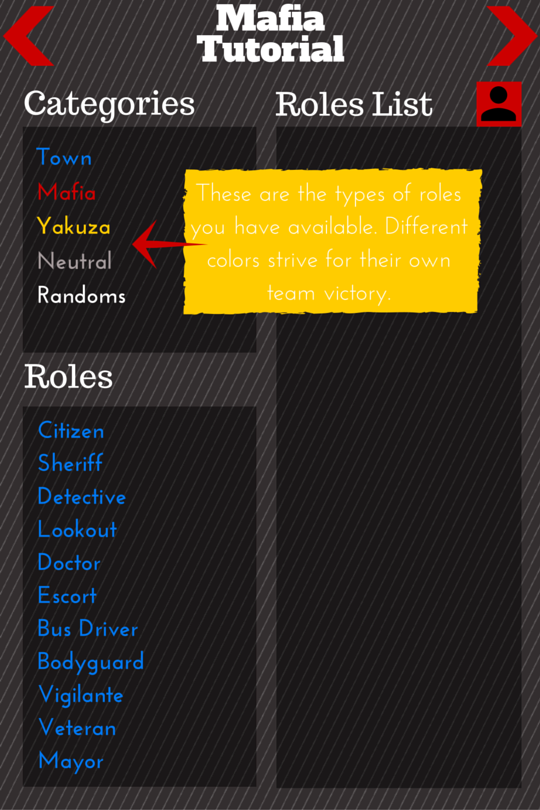 Mafia
Tutorial
Categories
Roles List
Town
Mafia
Yakuza
Neutral
Randoms
These are the types of roles
you have available. Different
colors strive for their own
team victory.
Roles
Citizen
Sheriff
Detective
Lookout
Doctor
Escort
Bus Driver
Bodyguard
Vigilante
Veteran
Mayor